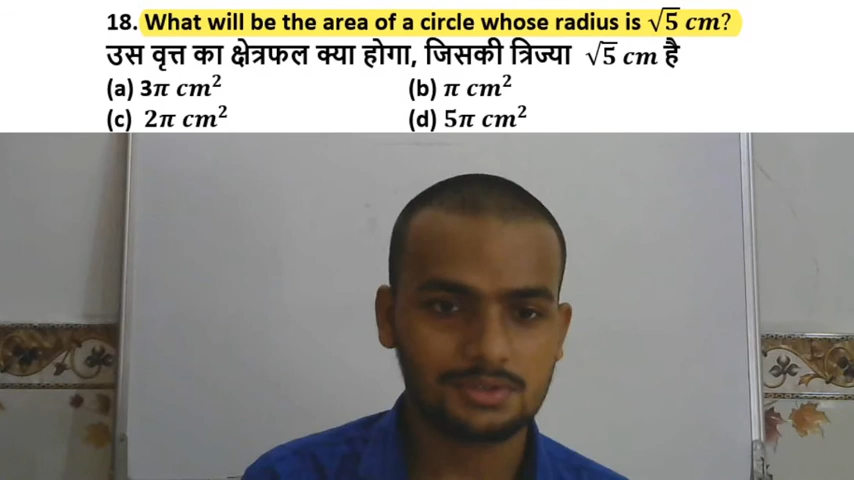 18. What will be the area of a circle whose radius is √5 cm?
उस वृत्त का क्षेत्रफल क्या होगा, जिसकी त्रिज्या √5 cm है
(a) 3π cm² (b) π cm²
(c) 2π cm² (d) 5π cm²